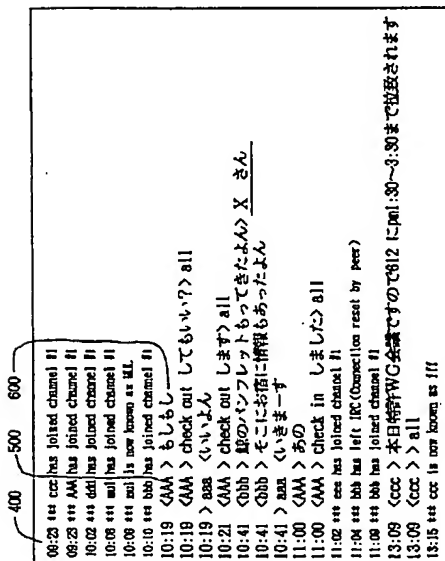 400
500
600
09:23 *** ccc has joined channel #1
09:23 *** AAA has joined channel #1
10:02 *** ddd has joined channel #1
10:08 *** mul has joined channel #1
10:08 *** mul is now known as
10:10 *** bbb has joined channel #1
10:19 <AAA> もしもし
10:19 <AAA> check out してもいい?> all
10:19 > aaa <いいよん
10:21 <AAA> check out します> all
10:41 <bbb> のパンフレットもってきたよん> X さん
10:41 <bbb> そこにお宿に情報もあったよん
10:41 > aaa <いきまーす
11:00 <AAA> あの
11:00 <AAA> check in しました> all
11:02 *** eee has joined channel #1
11:04 *** bbb has left IRC (Connection reset by peer)
11:09 *** bbb has joined channel #1
13:09 <ccc> 本日特許WG会議ですので612 にpm1:30~3:30まで拉致されます
13:09 <ccc> > all
13:15 *** ccc is now known as fff